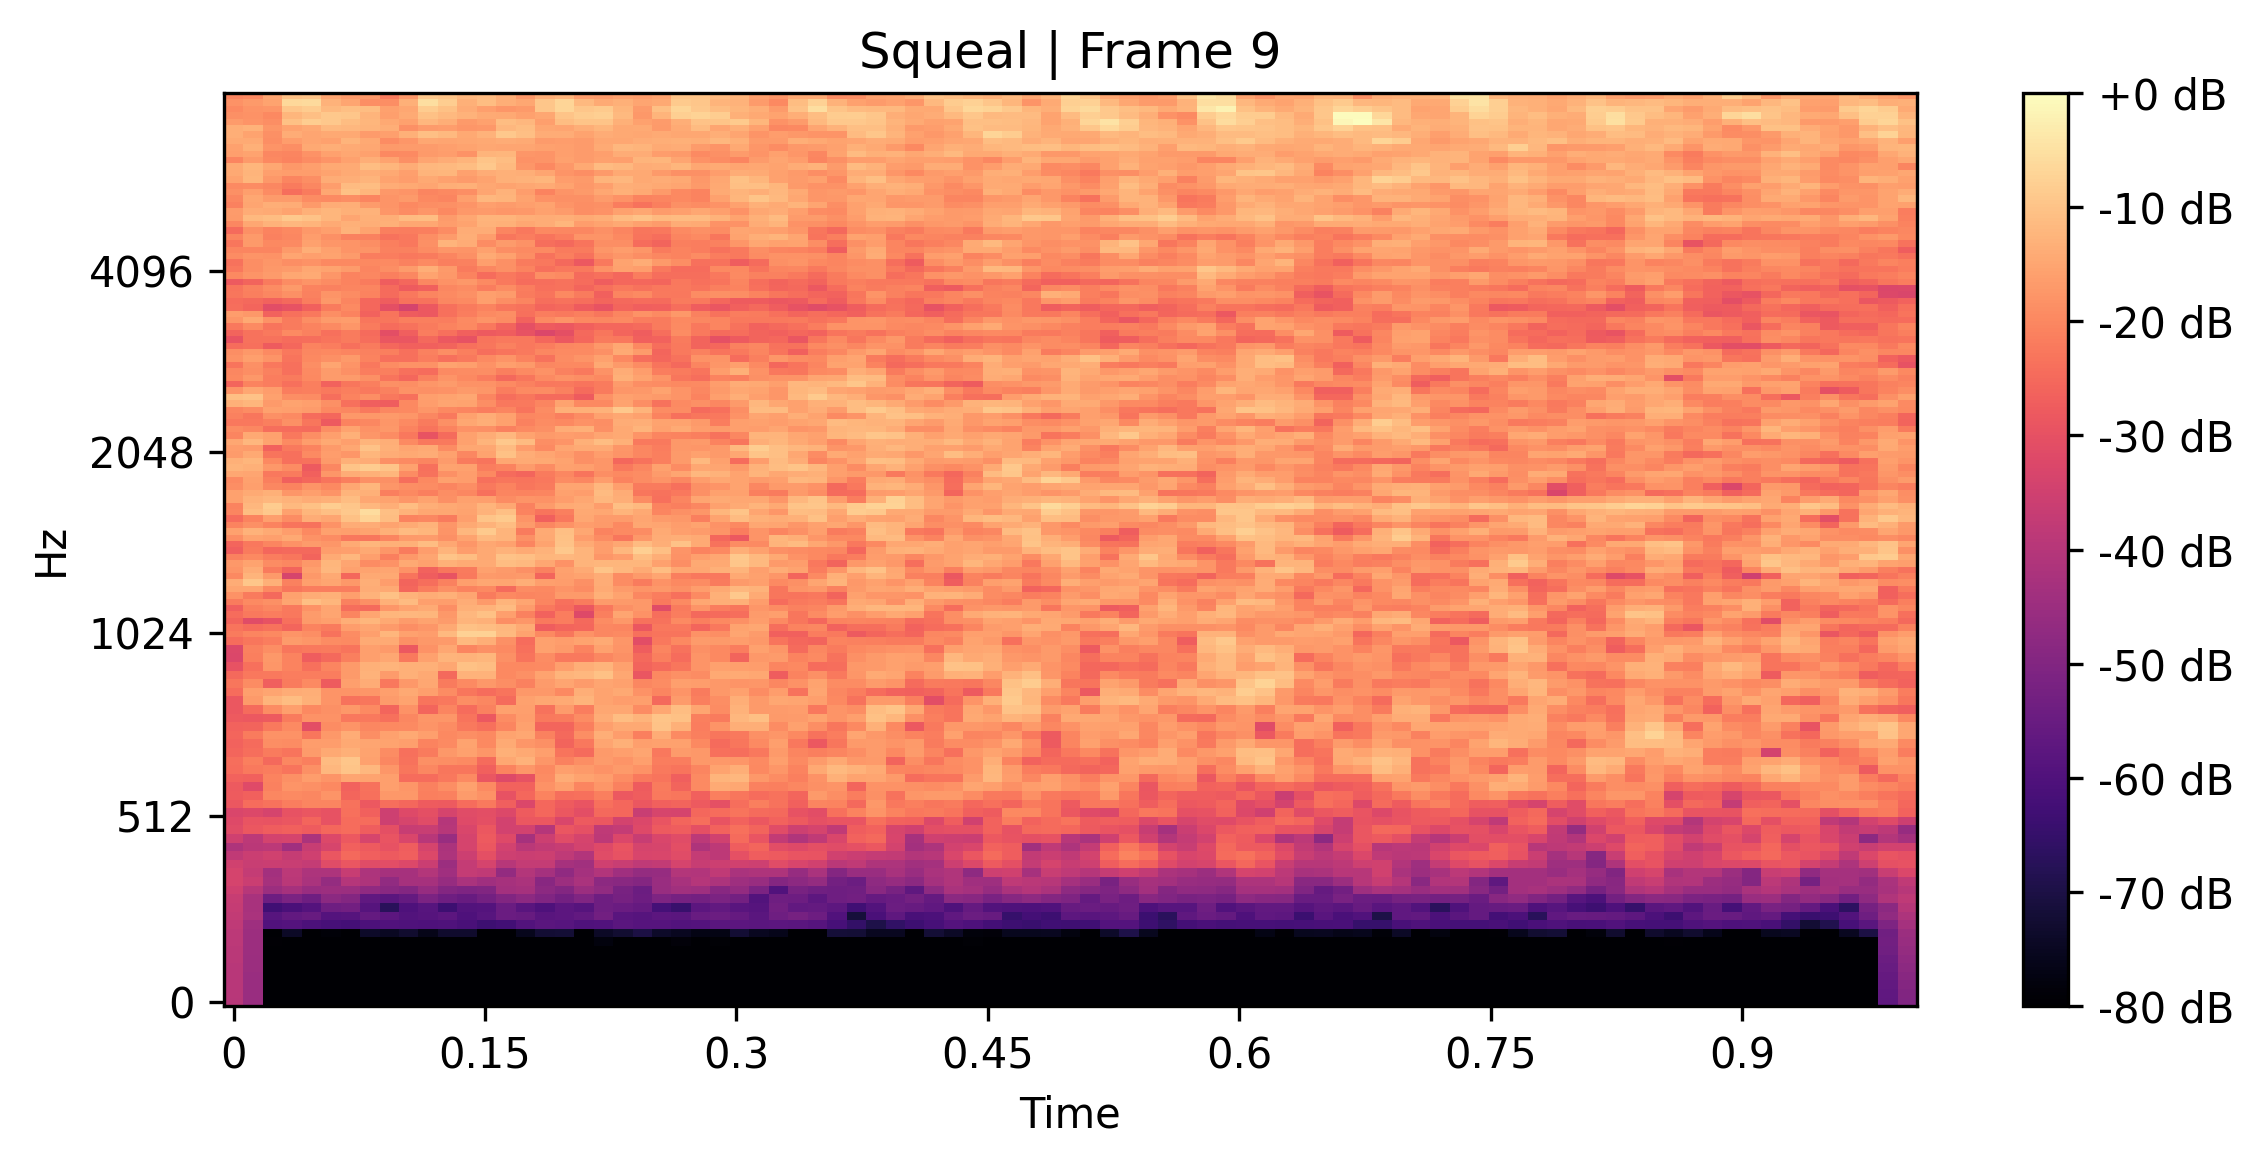 Squeal | Frame 9
+0 dB
-10 dB
-20 dB
-30 dB
-40 dB
-50 dB
-60 dB
-70 dB
-80 dB
Hz
4096
2048
1024
512
0
0 0.15 0.3 0.45 0.6 0.75 0.9
Time